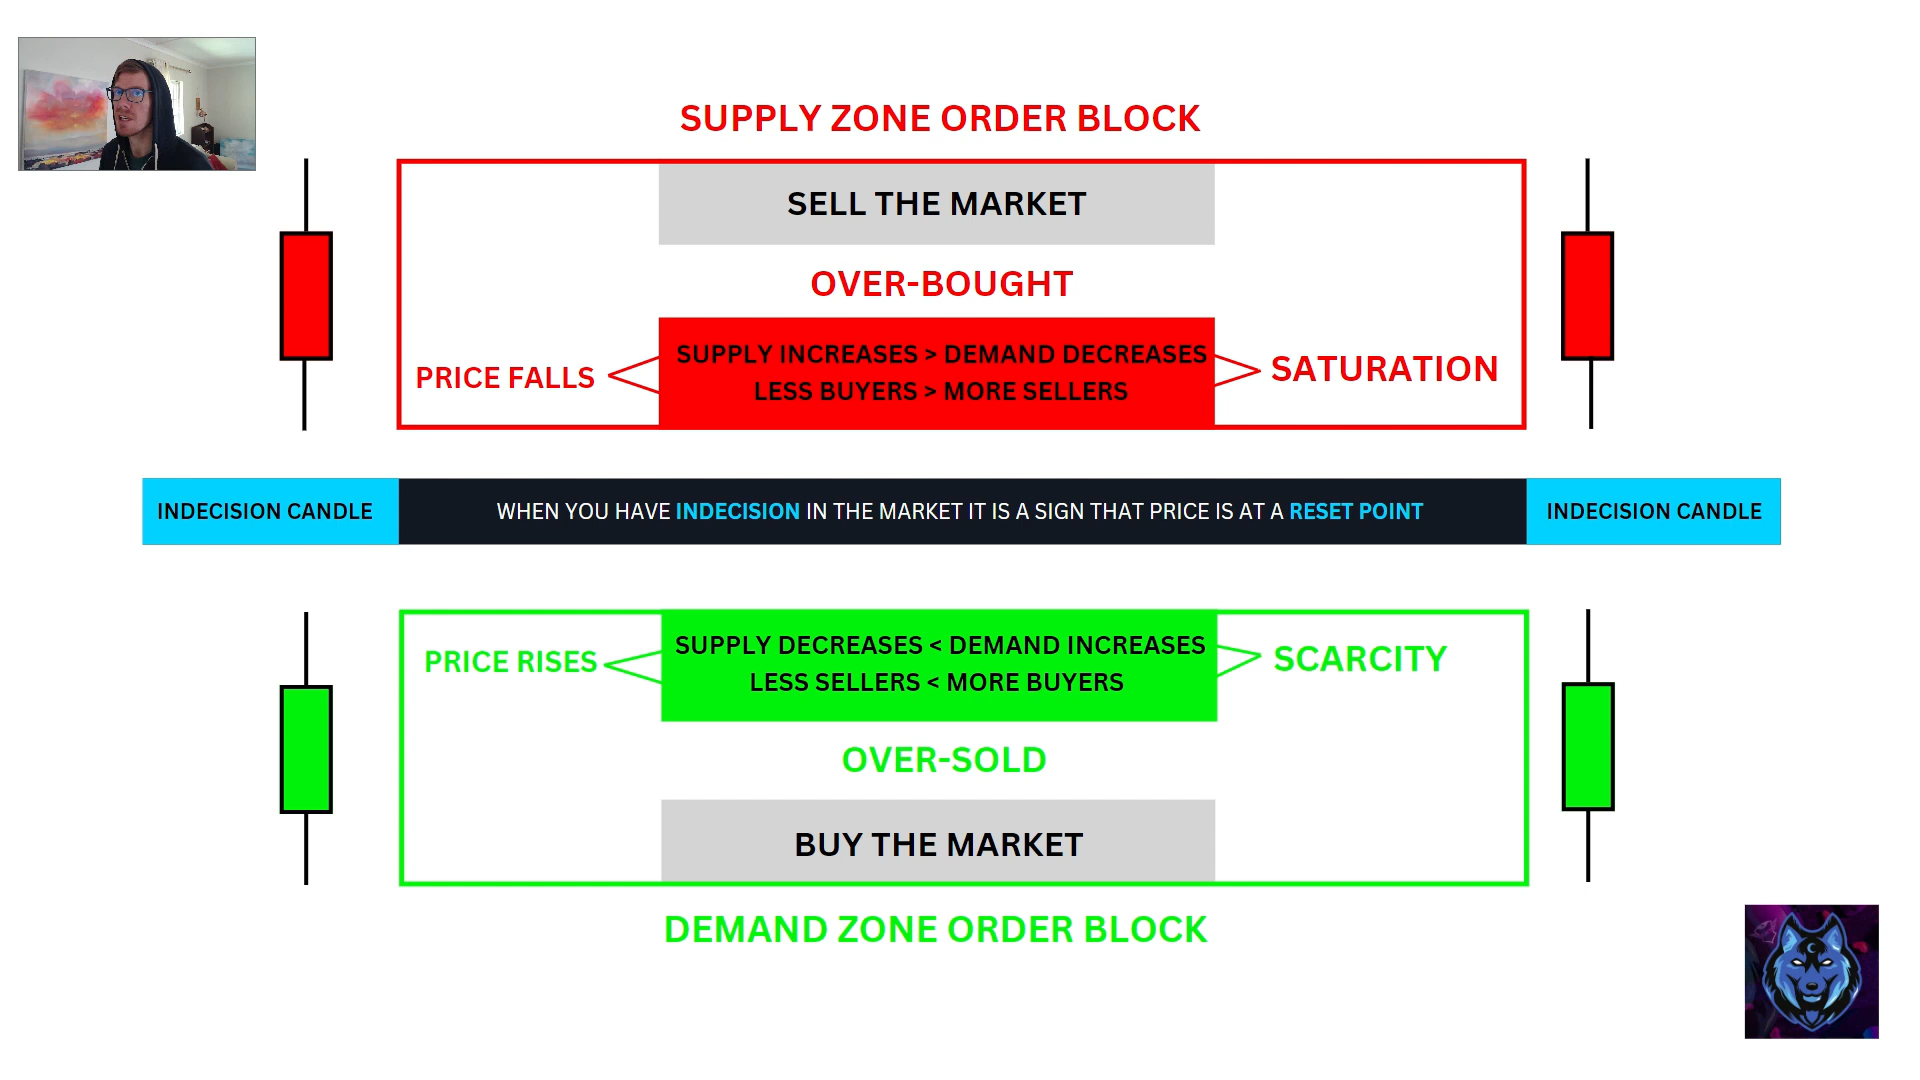 SUPPLY ZONE ORDER BLOCK
SELL THE MARKET
OVER-BOUGHT
SUPPLY INCREASES > DEMAND DECREASES
LESS BUYERS > MORE SELLERS
PRICE FALLS
SATURATION
INDECISION CANDLE
WHEN YOU HAVE INDECISION IN THE MARKET IT IS A SIGN THAT PRICE IS AT A RESET POINT
INDECISION CANDLE
SUPPLY DECREASES < DEMAND INCREASES
LESS SELLERS < MORE BUYERS
PRICE RISES
SCARCITY
OVER-SOLD
BUY THE MARKET
DEMAND ZONE ORDER BLOCK